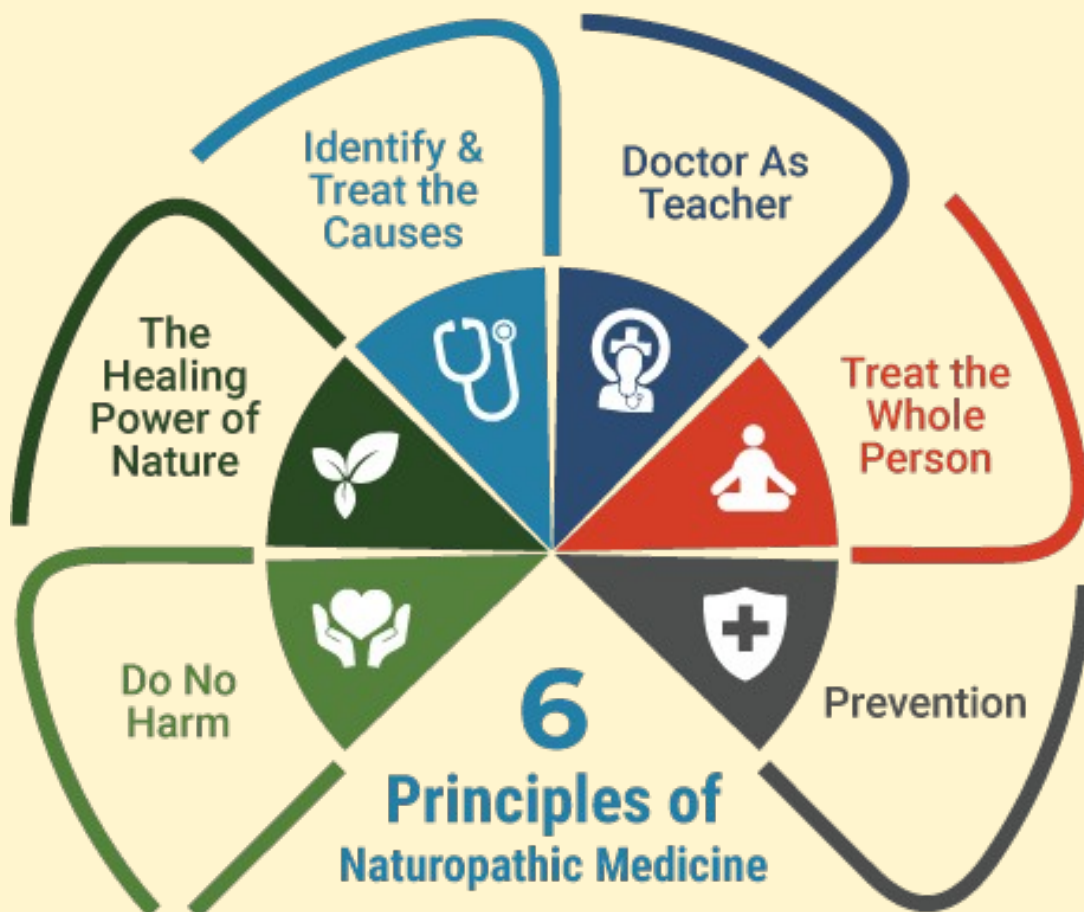 Identify &
Treat the
Causes
Doctor As
Teacher
The
Healing
Power of
Nature
Treat the
Whole
Person
Do No
Harm
Prevention
6
Principles of
Naturopathic Medicine